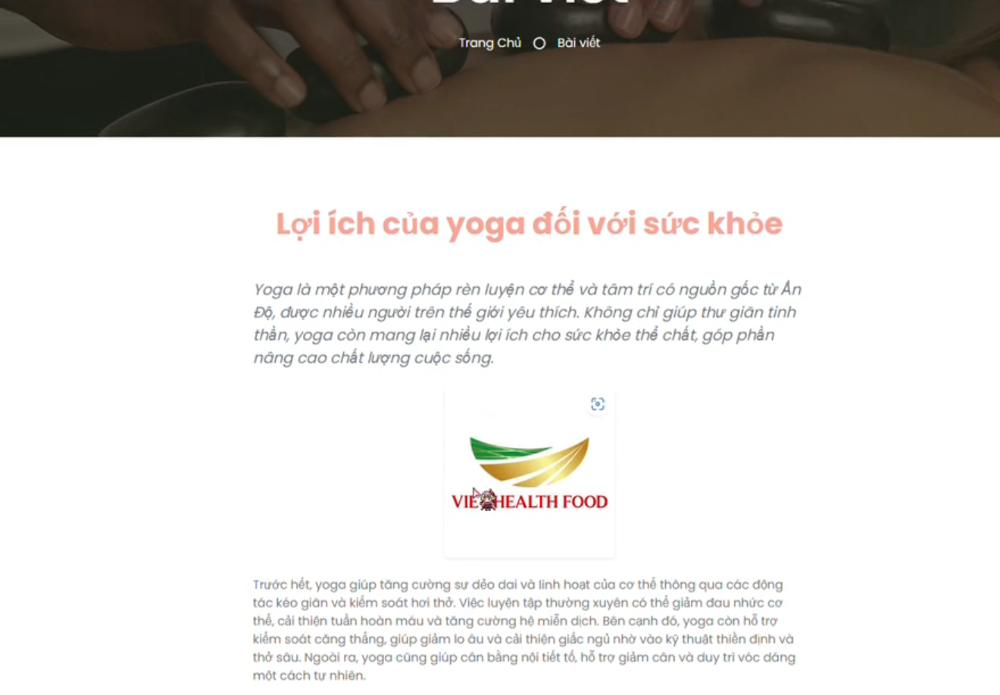 Bài viết
Trang Chủ Bài viết
Lợi ích của yoga đối với sức khỏe
Yoga là một phương pháp rèn luyện cơ thể và tâm trí có nguồn gốc từ Ấn
Độ, được nhiều người trên thế giới yêu thích. Không chỉ giúp thư giãn tinh
thần, yoga còn mang lại nhiều lợi ích cho sức khỏe thể chất, góp phần
nâng cao chất lượng cuộc sống.
VIE HEALTH FOOD
Trước hết, yoga giúp tăng cường sự dẻo dai và linh hoạt của cơ thể thông qua các động
tác kéo giãn và kiểm soát hơi thở. Việc luyện tập thường xuyên có thể giảm đau nhức cơ
thể, cải thiện tuần hoàn máu và tăng cường hệ miễn dịch. Bên cạnh đó, yoga còn hỗ trợ
kiểm soát căng thẳng, giúp giảm lo âu và cải thiện giấc ngủ nhờ vào kỹ thuật thiền định và
thở sâu. Ngoài ra, yoga cũng giúp cân bằng nội tiết tố, hỗ trợ giảm cân và duy trì vóc dáng
một cách tự nhiên.